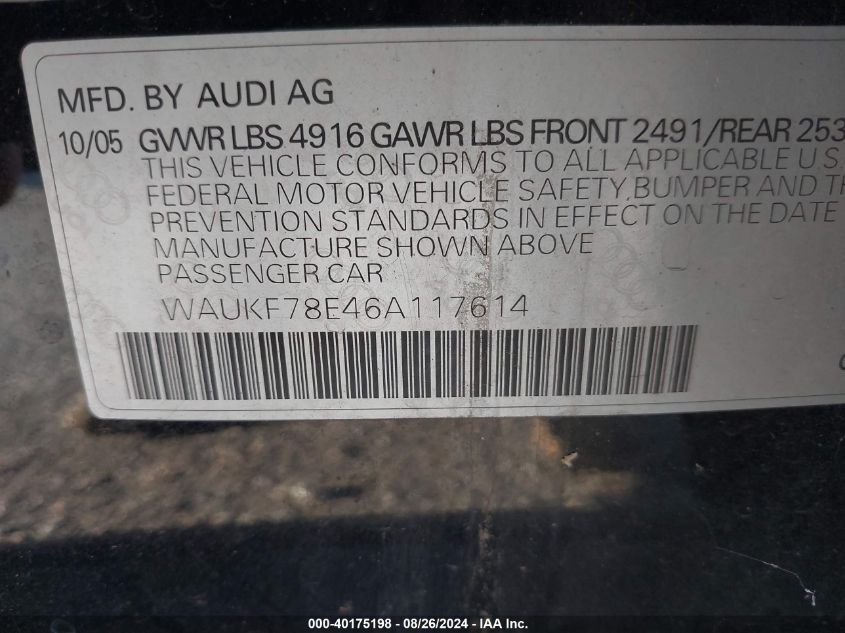 MFD. BY AUDI AG
10/05 GVWR LBS 4916 GAWR LBS FRONT 2491/REAR 253
THIS VEHICLE CONFORMS TO ALL APPLICABLE U.S.
FEDERAL MOTOR VEHICLE SAFETY, BUMPER AND TH
PREVENTION STANDARDS IN EFFECT ON THE DATE
MANUFACTURE SHOWN ABOVE
PASSENGER CAR
WAUKF78E46A117614
000-40175198 - 08/26/2024 - IAA Inc.